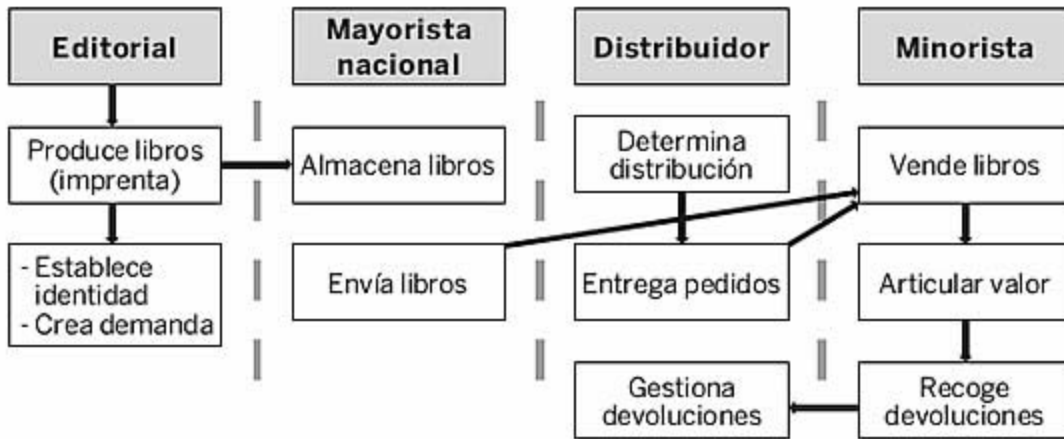 Editorial
Mayorista
nacional
Distribuidor
Minorista
Produce libros
(imprenta)
Almacena libros
Determina
distribución
Vende libros
- Establece
identidad
- Crea demanda
Envía libros
Entrega pedidos
Articular valor
Gestiona
devoluciones
Recoge
devoluciones